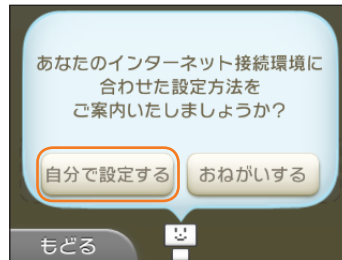 あなたのインターネット接続環境に
合わせた設定方法を
ご案内いたしましょうか?
自分で設定する
おねがいする
もどる